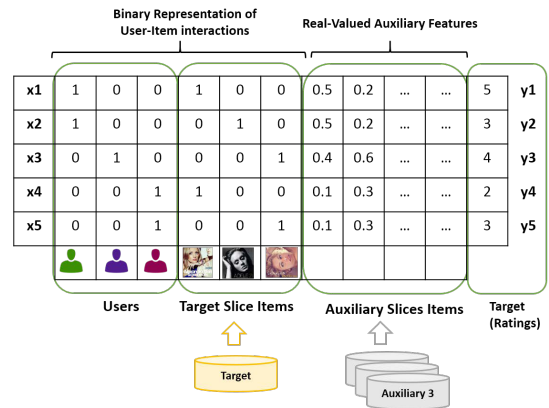 Binary Representation of
User-Item interactions
Real-Valued Auxiliary Features
x1 1 0 0 1 0 0 0.5 0.2 ... ... 5 y1
x2 1 0 0 0 1 0 0.5 0.2 ... ... 3 y2
x3 0 1 0 0 0 1 0.4 0.6 ... ... 4 y3
x4 0 0 1 1 0 0 0.1 0.3 ... ... 2 y4
x5 0 0 1 0 0 1 0.1 0.3 ... ... 3 y5
Users
Target Slice Items
Auxiliary Slices Items
Target
(Ratings)
Target
Auxiliary 3